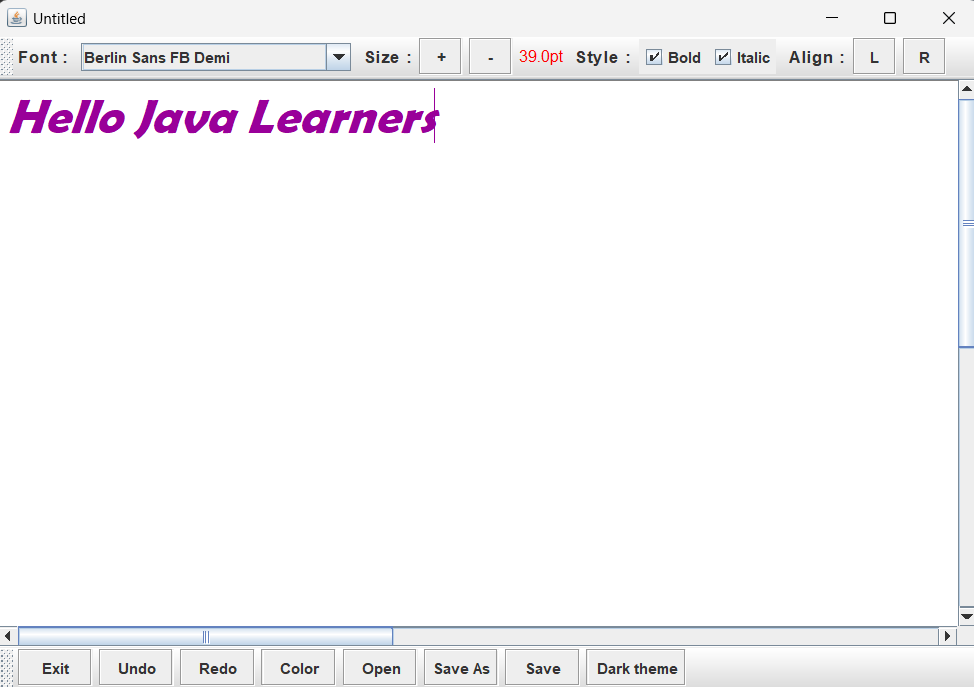 Untitled
Font : Berlin Sans FB Demi Size : + - 39.0pt Style : Bold Italic Align : L R
Hello Java Learners
Exit Undo Redo Color Open Save As Save Dark theme